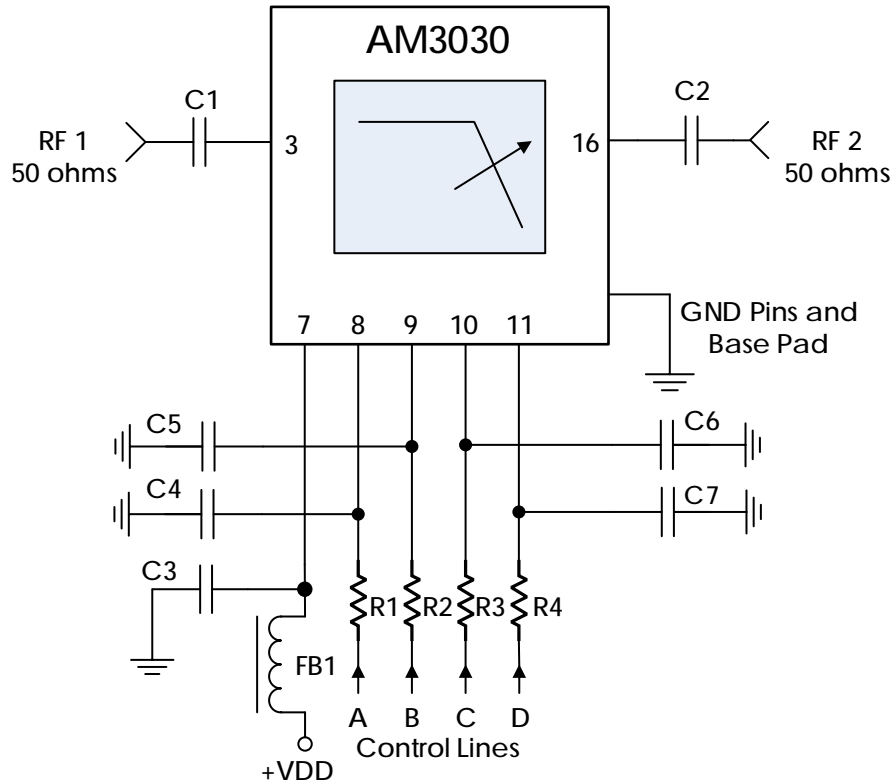 AM3030
C1
C2
RF 1
50 ohms
3
16
RF 2
50 ohms
7
8
9
10
11
GND Pins and
Base Pad
C5
C6
C4
C7
C3
R1
R2
R3
R4
FB1
A
B
C
D
Control Lines
+VDD